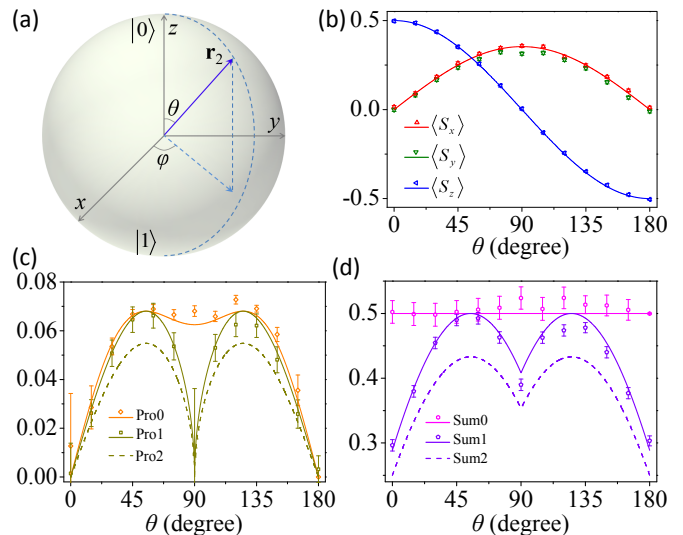 (a)
|0⟩
z
r₂
θ
y
φ
x
|1⟩
(b)
0.5
0.0
-0.5
⟨Sₓ⟩
⟨S_y⟩
⟨S_z⟩
0 45 90 135 180
θ (degree)
(c)
0.08
0.06
0.04
0.02
0.00
Pro0
Pro1
Pro2
0 45 90 135 180
θ (degree)
(d)
0.5
0.4
0.3
Sum0
Sum1
Sum2
0 45 90 135 180
θ (degree)